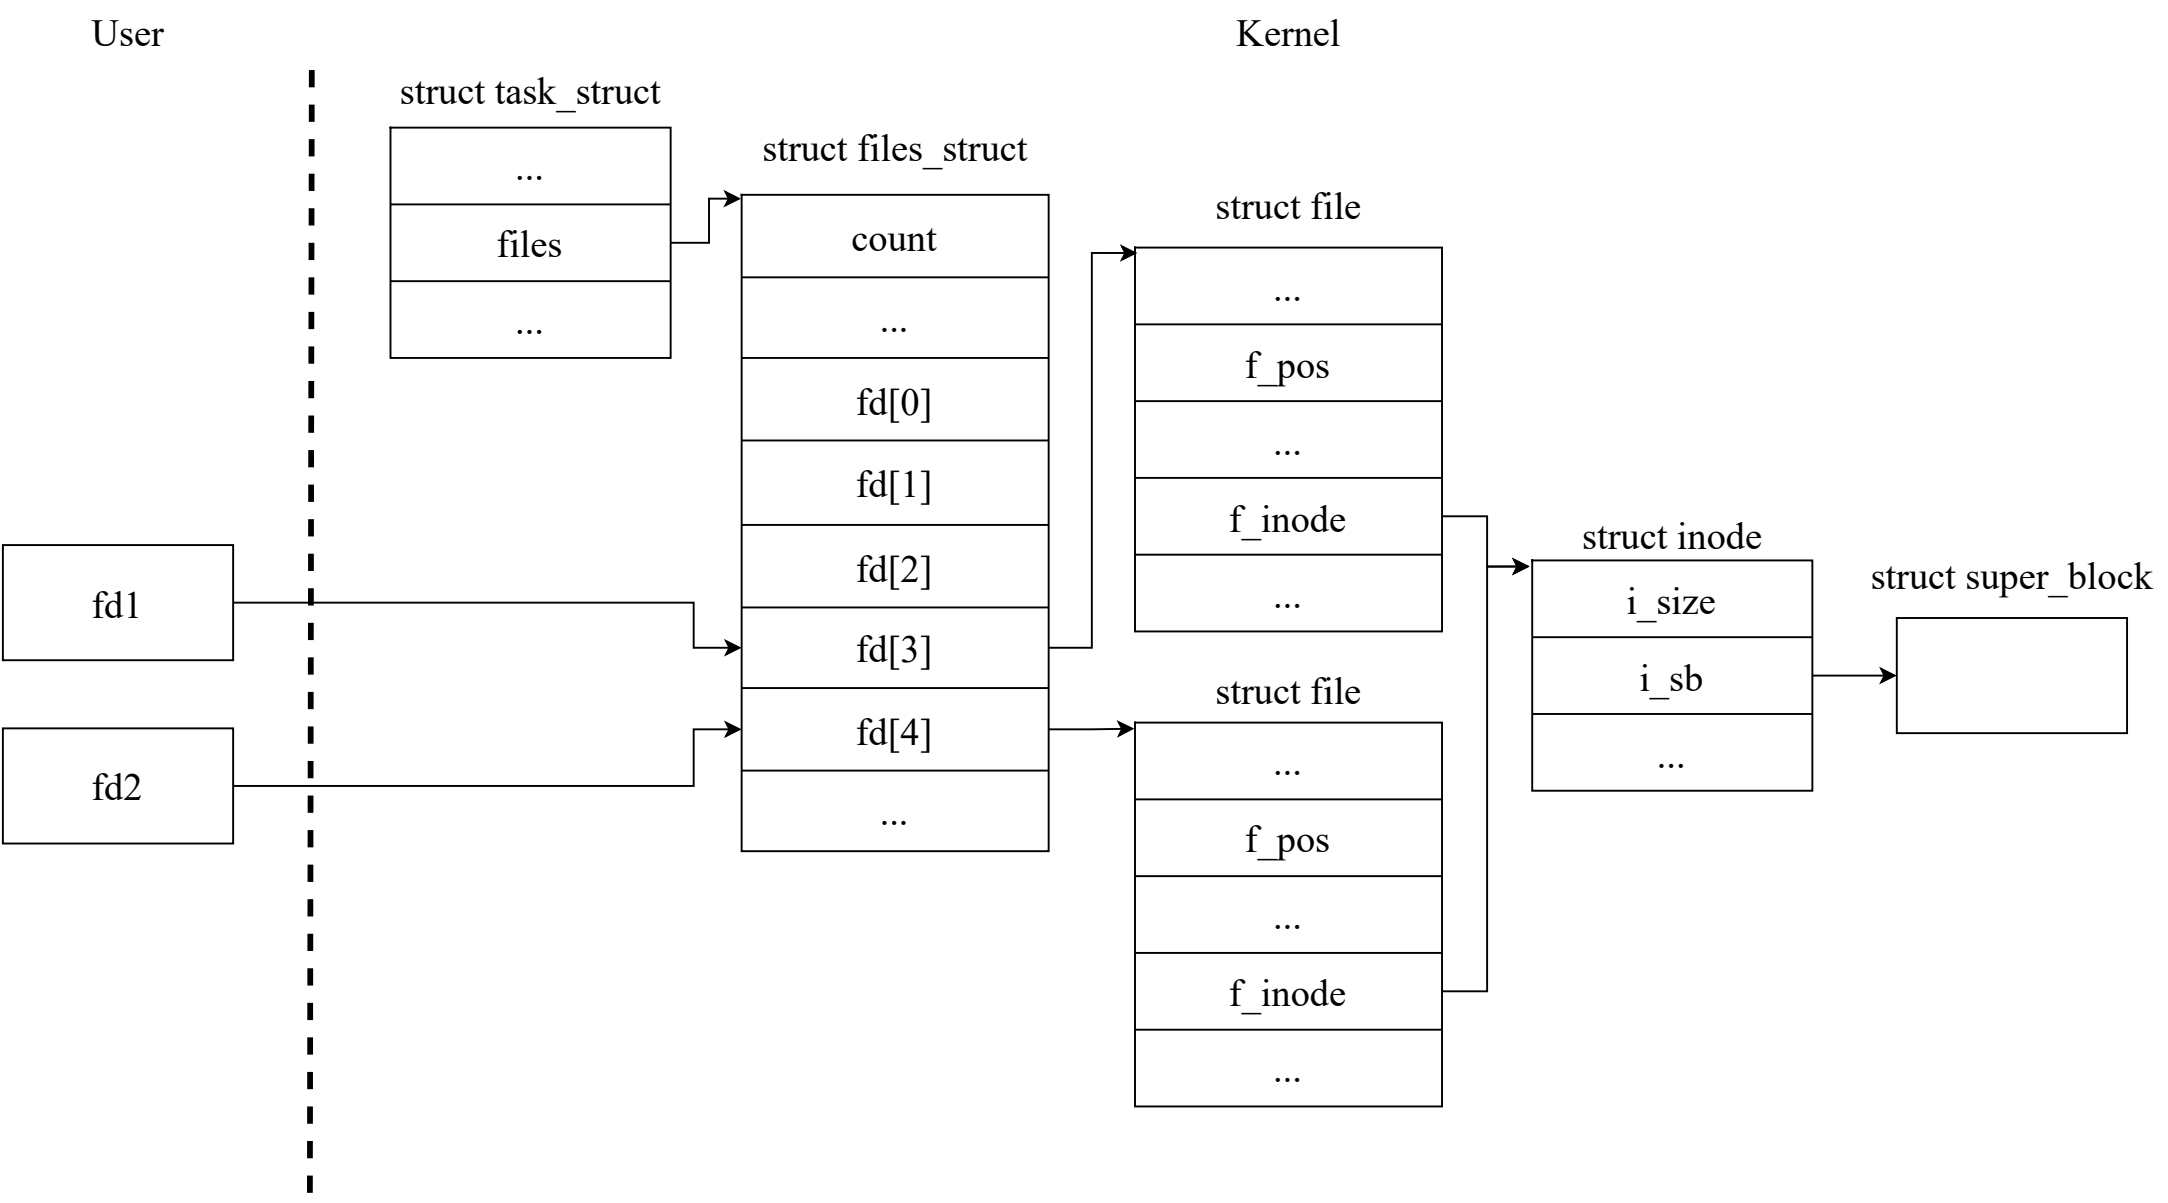 User
Kernel
struct task_struct
...
files
...
struct files_struct
count
...
fd[0]
fd[1]
fd[2]
fd[3]
fd[4]
...
fd1
fd2
struct file
...
f_pos
...
f_inode
...
struct file
...
f_pos
...
f_inode
...
struct inode
i_size
i_sb
...
struct super_block